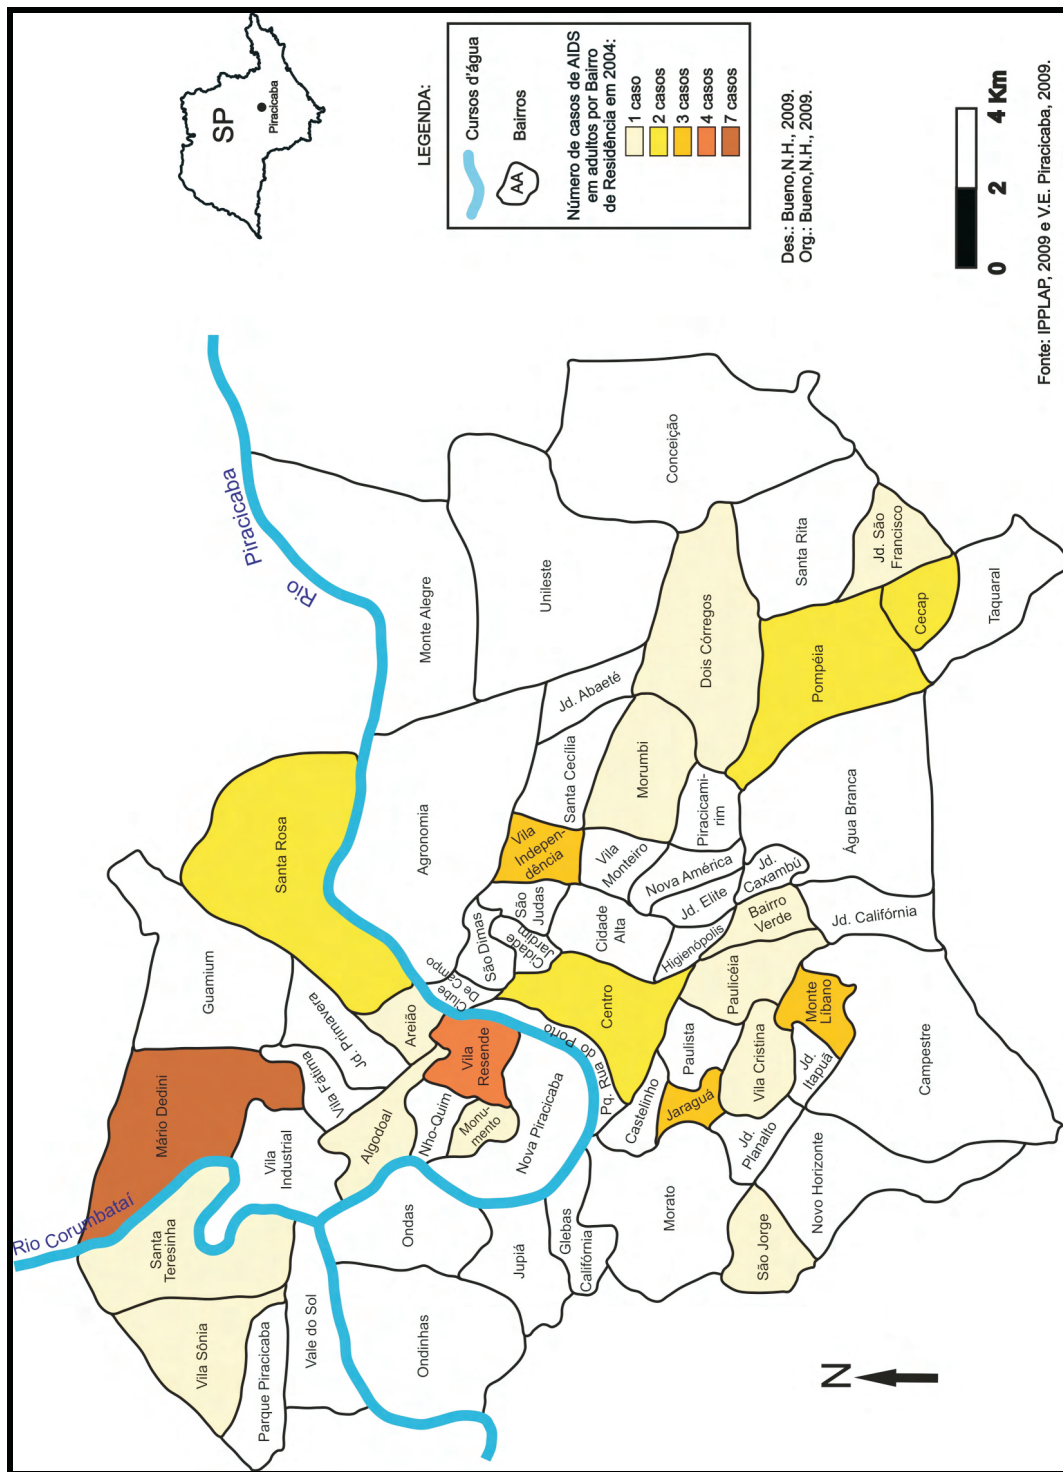 SP
Piracicaba
LEGENDA:
Cursos d'água
AA
Bairros
Número de casos de AIDS
em adultos por Bairro
de Residência em 2004:
1 caso
2 casos
3 casos
4 casos
7 casos
Des.: Bueno,N.H., 2009.
Org.: Bueno,N.H., 2009.
0 2 4 Km
Fonte: IPPLAP, 2009 e V.E. Piracicaba, 2009.
Rio Piracicaba
Rio Corumbataí
Monte Alegre
Unileste
Conceição
Santa Rita
Jd. São
Francisco
Cecap
Taquaral
Pompéia
Dois Córregos
Jd. Abaeté
Santa Cecília
Morumbi
Piracicami-
rim
Água Branca
Santa Rosa
Agronomia
Vila
Indepen-
dência
Vila
Monteiro
Nova América
Jd. Elite
Jd.
Caxambú
Bairro
Verde
Jd. Califórnia
São
Judas
São Dimas
Cidade
Jardim
Cidade
Alta
Higienópolis
Clube
De Campo
Centro
Paulicéia
Monte
Líbano
Campestre
Guamium
Jd. Primavera
Areião
Vila Fátima
Vila
Resende
Pq. Rua do Porto
Paulista
Vila Cristina
Jd.
Itapuã
Mário Dedini
Vila
Industrial
Algodoal
Nho-Quim
Monu-
mento
Nova Piracicaba
Castelinho
Jaraguá
Jd.
Planalto
Novo Horizonte
Santa
Teresinha
Ondas
Jupiá
Glebas
Califórnia
Morato
São Jorge
Vila Sônia
Parque Piracicaba
Vale do Sol
Ondinhas
N